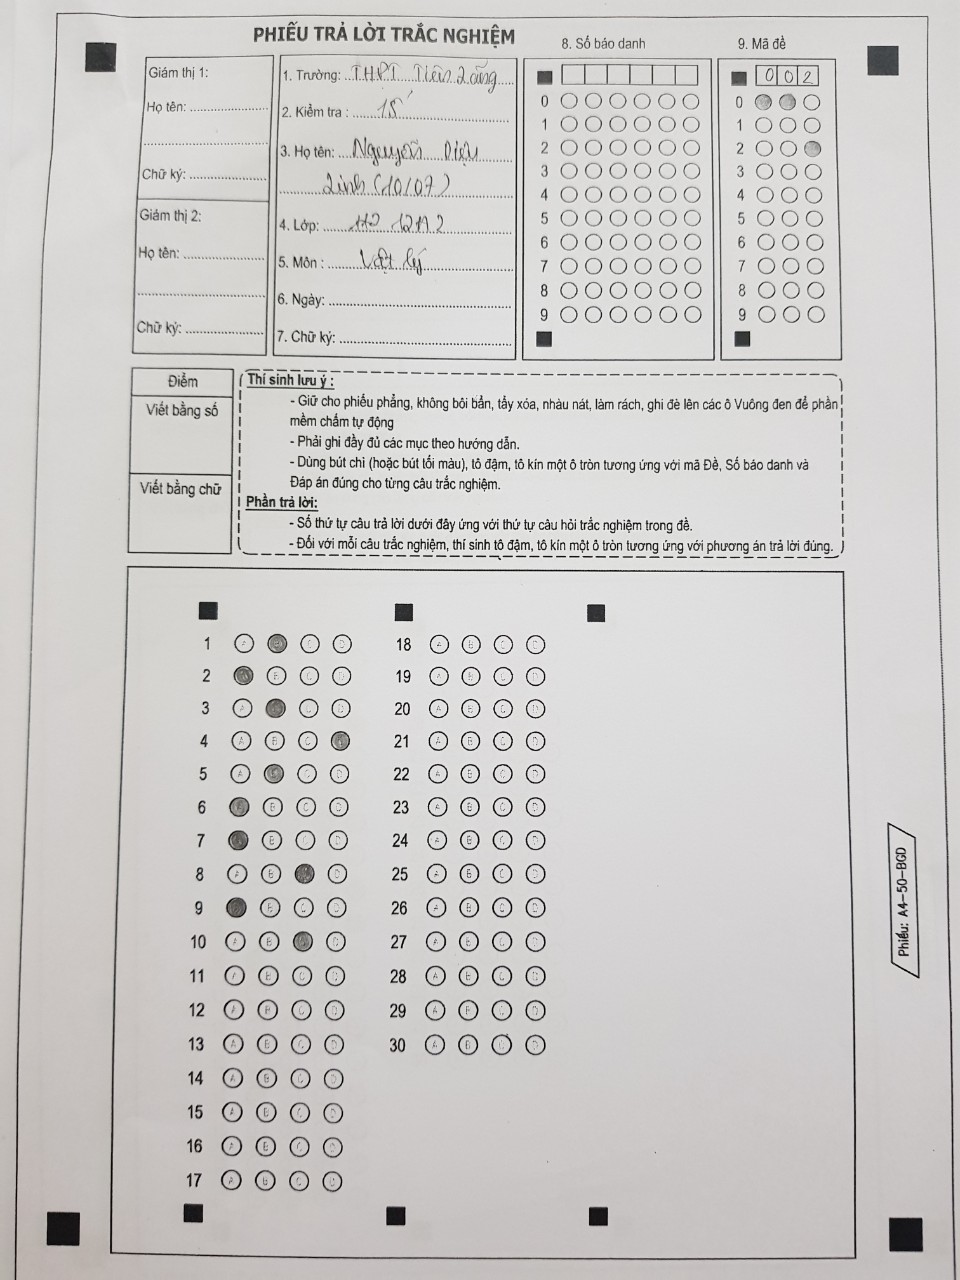 PHIẾU TRẢ LỜI TRẮC NGHIỆM
Giám thị 1:
Họ tên:
Chữ ký:
Giám thị 2:
Họ tên:
Chữ ký:
1. Trường: THPT Tiên Lãng
2. Kiểm tra : 15'
3. Họ tên: Nguyễn Diệu
Linh (10/07)
4. Lớp: 12A2
5. Môn : Vật lý
6. Ngày:
7. Chữ ký:
8. Số báo danh
0
1
2
3
4
5
6
7
8
9
9. Mã đề
0 0 2
0
1
2
3
4
5
6
7
8
9
Điểm
Viết bằng số
Viết bằng chữ
Thí sinh lưu ý :
- Giữ cho phiếu phẳng, không bôi bẩn, tẩy xóa, nhàu nát, làm rách, ghi đè lên các ô Vuông đen để phần
mềm chấm tự động
- Phải ghi đầy đủ các mục theo hướng dẫn.
- Dùng bút chì (hoặc bút tối màu), tô đậm, tô kín một ô tròn tương ứng với mã Đề, Số báo danh và
Đáp án đúng cho từng câu trắc nghiệm.
Phần trả lời:
- Số thứ tự câu trả lời dưới đây ứng với thứ tự câu hỏi trắc nghiệm trong đề.
- Đối với mỗi câu trắc nghiệm, thí sinh tô đậm, tô kín một ô tròn tương ứng với phương án trả lời đúng.
1 A C D
2 B C D
3 A C D
4 A B C
5 A C D
6 B C D
7 B C D
8 A B D
9 B C D
10 A B D
11 A B C D
12 A B C D
13 A B C D
14 A B C D
15 A B C D
16 A B C D
17 A B C D
18 A B C D
19 A B C D
20 A B C D
21 A B C D
22 A B C D
23 A B C D
24 A B C D
25 A B C D
26 A B C D
27 A B C D
28 A B C D
29 A B C D
30 A B C D
Phiếu: A4-50-BGD